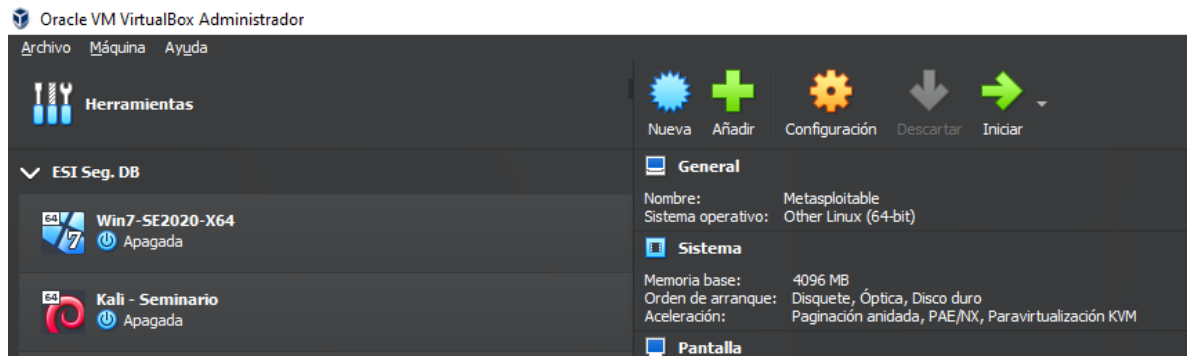 Oracle VM VirtualBox Administrador
Archivo Máquina Ayuda
Herramientas
Nueva Añadir Configuración Descartar Iniciar
ESI Seg. DB
64 7 Win7-SE2020-X64
Apagada
64 Kali - Seminario
Apagada
General
Nombre: Metasploitable
Sistema operativo: Other Linux (64-bit)
Sistema
Memoria base: 4096 MB
Orden de arranque: Disquete, Óptica, Disco duro
Aceleración: Paginación anidada, PAE/NX, Paravirtualización KVM
Pantalla